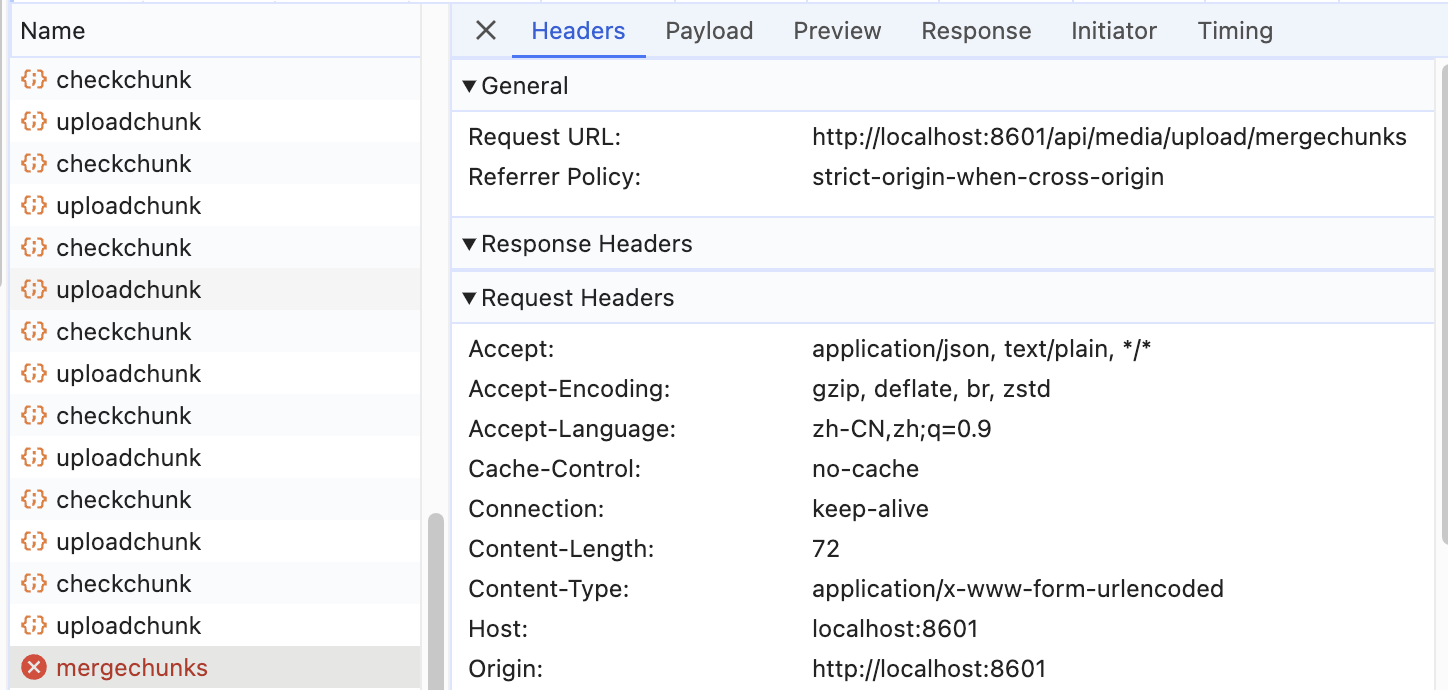 Name
checkchunk
uploadchunk
checkchunk
uploadchunk
checkchunk
uploadchunk
checkchunk
uploadchunk
checkchunk
uploadchunk
checkchunk
uploadchunk
checkchunk
uploadchunk
mergechunks
Headers Payload Preview Response Initiator Timing
General
Request URL: http://localhost:8601/api/media/upload/mergechunks
Referrer Policy: strict-origin-when-cross-origin
Response Headers
Request Headers
Accept: application/json, text/plain, */*
Accept-Encoding: gzip, deflate, br, zstd
Accept-Language: zh-CN,zh;q=0.9
Cache-Control: no-cache
Connection: keep-alive
Content-Length: 72
Content-Type: application/x-www-form-urlencoded
Host: localhost:8601
Origin: http://localhost:8601